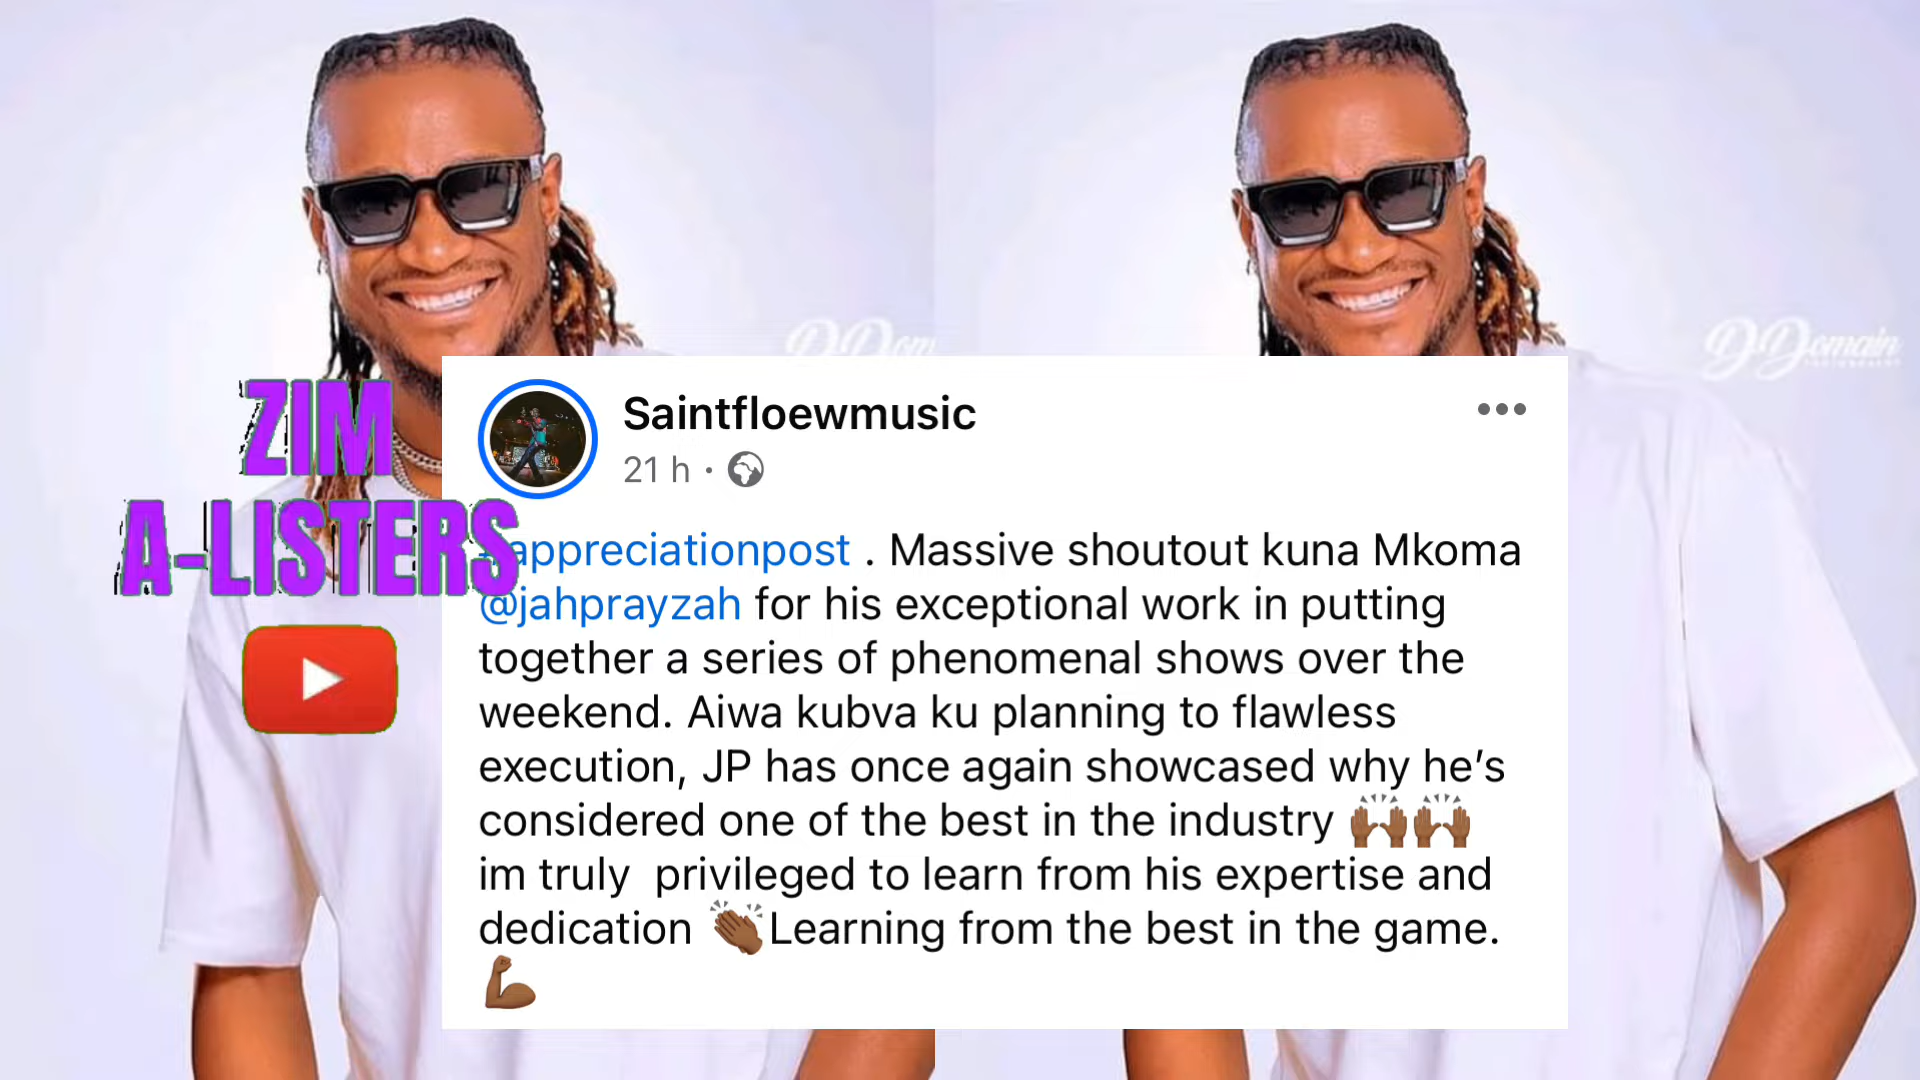 DDom
DDomain
PHOTOGRAPHY
ZIM
A-LISTERS
Saintfloewmusic
21 h ·
#appreciationpost . Massive shoutout kuna Mkoma
@jahprayzah for his exceptional work in putting
together a series of phenomenal shows over the
weekend. Aiwa kubva ku planning to flawless
execution, JP has once again showcased why he’s
considered one of the best in the industry 🙌🏾🙌🏾
im truly  privileged to learn from his expertise and
dedication 👏🏾Learning from the best in the game.
💪🏾